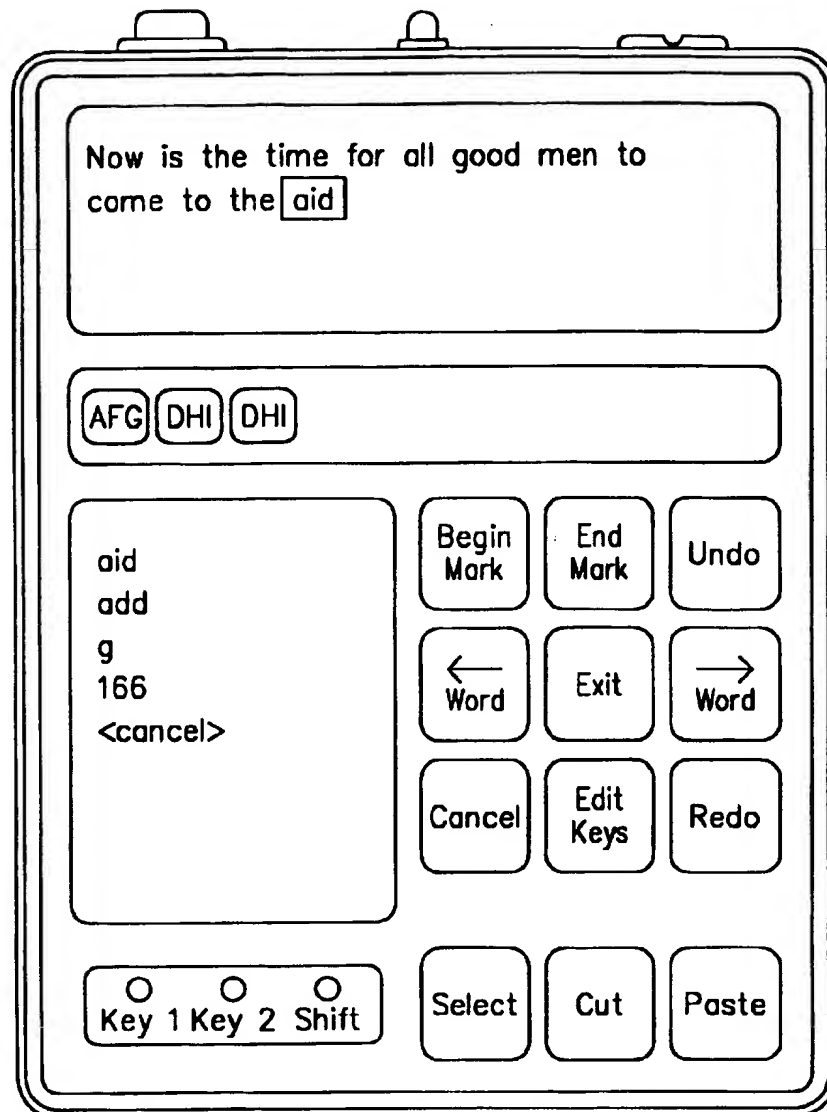 Now is the time for all good men to
come to the aid
AFG DHI DHI
aid
add
g
166
<cancel>
Begin Mark
End Mark
Undo
← Word
Exit
→ Word
Cancel
Edit Keys
Redo
Key 1 Key 2 Shift
Select
Cut
Paste